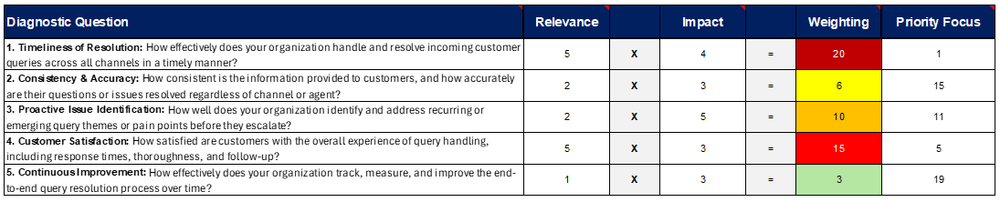 Diagnostic Question Relevance Impact Weighting Priority Focus
1. Timeliness of Resolution: How effectively does your organization handle and resolve incoming customer
queries across all channels in a timely manner?
5 X 4 = 20 1
2. Consistency & Accuracy: How consistent is the information provided to customers, and how accurately
are their questions or issues resolved regardless of channel or agent?
2 X 3 = 6 15
3. Proactive Issue Identification: How well does your organization identify and address recurring or
emerging query themes or pain points before they escalate?
2 X 5 = 10 11
4. Customer Satisfaction: How satisfied are customers with the overall experience of query handling,
including response times, thoroughness, and follow-up?
5 X 3 = 15 5
5. Continuous Improvement: How effectively does your organization track, measure, and improve the end-
to-end query resolution process over time?
1 X 3 = 3 19